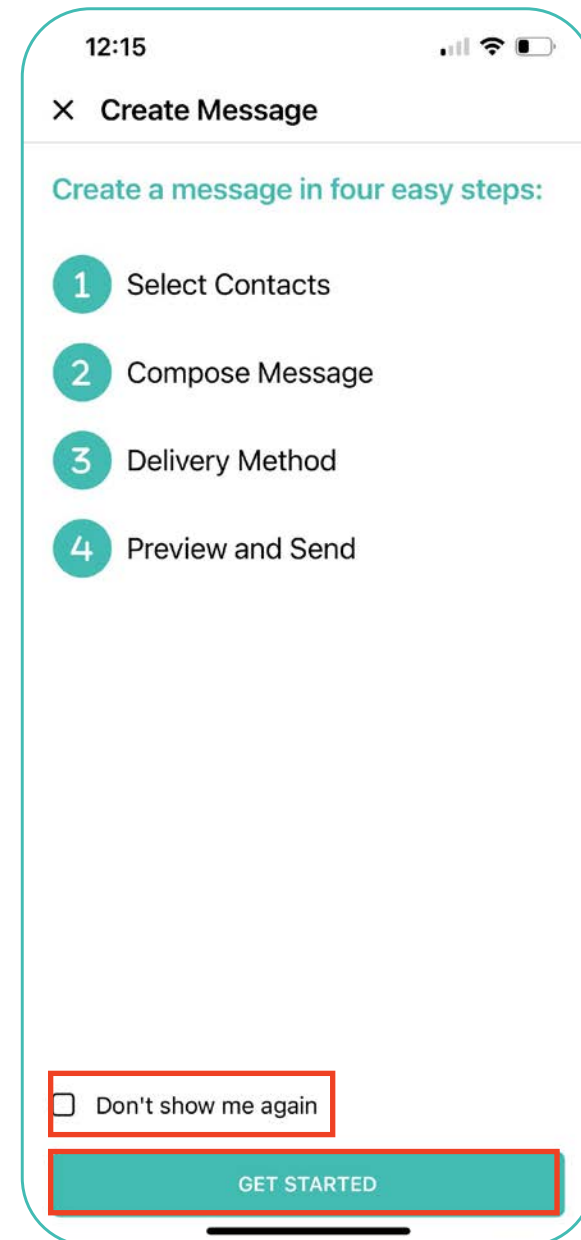 12:15
Create Message
Create a message in four easy steps:
1 Select Contacts
2 Compose Message
3 Delivery Method
4 Preview and Send
Don't show me again
GET STARTED